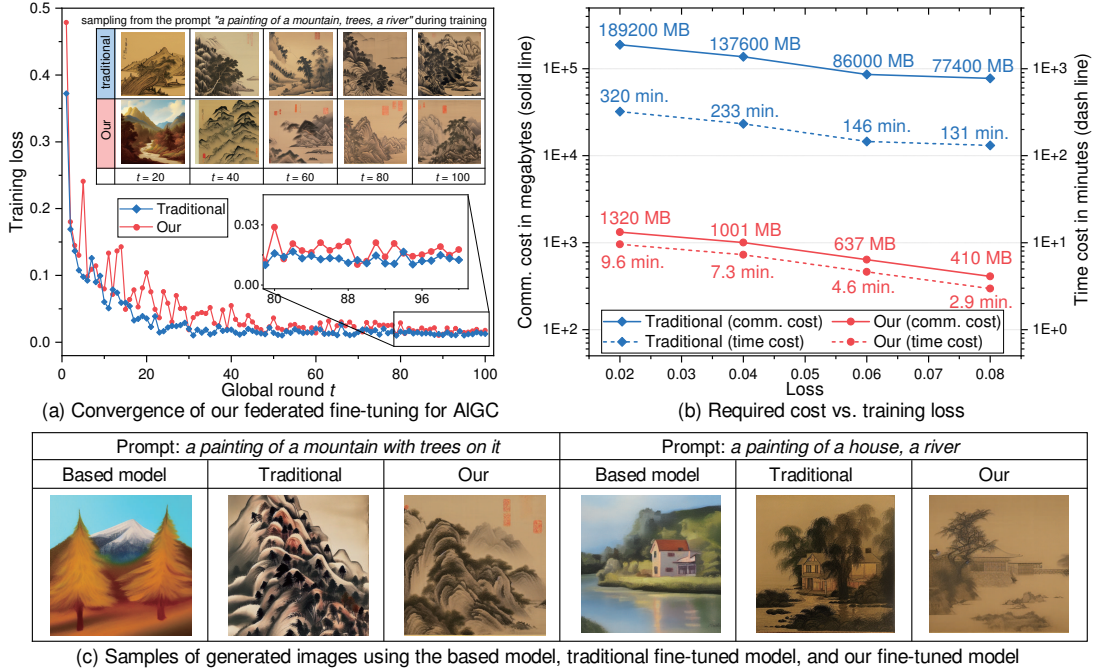 sampling from the prompt "a painting of a mountain, trees, a river" during training
traditional
Our
t = 20
t = 40
t = 60
t = 80
t = 100
Training loss
0.5
0.4
0.3
0.2
0.1
0.0
Traditional
Our
0.03
0.00
80
88
96
0
20
40
60
80
100
Global round t
(a) Convergence of our federated fine-tuning for AIGC
Comm. cost in megabytes (solid line)
1E+5
1E+4
1E+3
1E+2
189200 MB
137600 MB
86000 MB
77400 MB
320 min.
233 min.
146 min.
131 min.
1320 MB
1001 MB
637 MB
410 MB
9.6 min.
7.3 min.
4.6 min.
2.9 min.
Traditional (comm. cost)
Our (comm. cost)
Traditional (time cost)
Our (time cost)
1E+3
1E+2
1E+1
1E+0
Time cost in minutes (dash line)
0.02
0.03
0.04
0.05
0.06
0.07
0.08
Loss
(b) Required cost vs. training loss
Prompt: a painting of a mountain with trees on it
Prompt: a painting of a house, a river
Based model
Traditional
Our
Based model
Traditional
Our
(c) Samples of generated images using the based model, traditional fine-tuned model, and our fine-tuned model